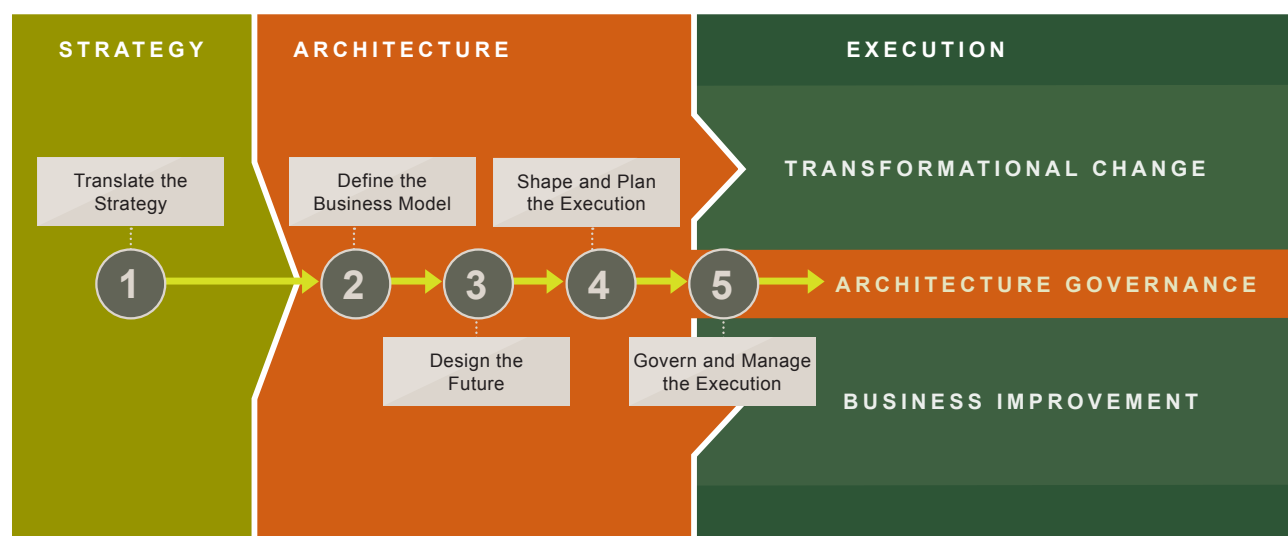 STRATEGY
ARCHITECTURE
EXECUTION
Translate the
Strategy
Define the
Business Model
Shape and Plan
the Execution
TRANSFORMATIONAL CHANGE
1
2
3
4
5
ARCHITECTURE GOVERNANCE
Design the
Future
Govern and Manage
the Execution
BUSINESS IMPROVEMENT